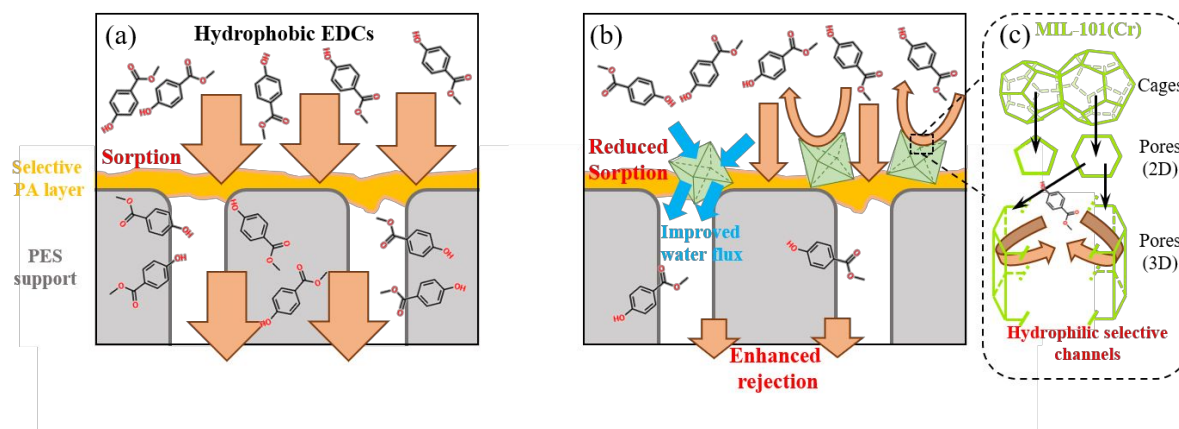 (a)
Hydrophobic EDCs
Sorption
Selective
PA layer
PES
support
(b)
Reduced
Sorption
Improved
water flux
Enhanced
rejection
(c)
MIL-101(Cr)
Cages
Pores
(2D)
Pores
(3D)
Hydrophilic selective
channels